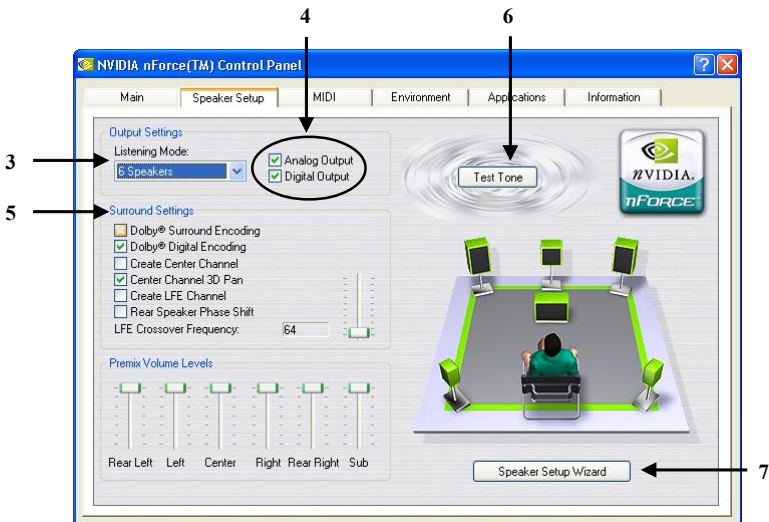 4
6
NVIDIA nForce(TM) Control Panel
Main
Speaker Setup
MIDI
Environment
Applications
Information
3
Output Settings
Listening Mode:
6 Speakers
Analog Output
Digital Output
Test Tone
NVIDIA.
NFORCE
5
Surround Settings
Dolby® Surround Encoding
Dolby® Digital Encoding
Create Center Channel
Center Channel 3D Pan
Create LFE Channel
Rear Speaker Phase Shift
LFE Crossover Frequency: 64
Premix Volume Levels
Rear Left Left Center Right Rear Right Sub
Speaker Setup Wizard
7